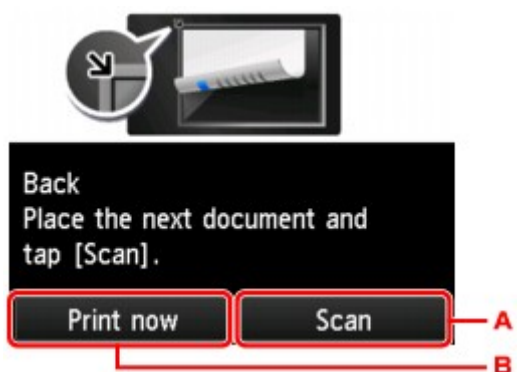 Back
Place the next document and
tap [Scan].
Print now Scan A
B